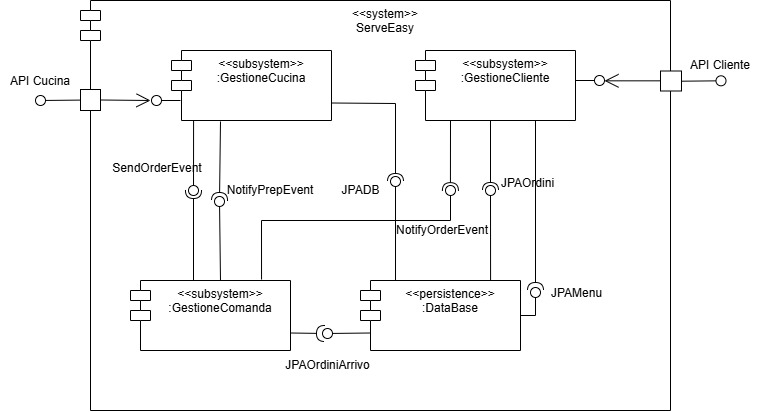 <<system>>
ServeEasy
<<subsystem>>
:GestioneCucina
<<subsystem>>
:GestioneCliente
API Cucina
API Cliente
SendOrderEvent
NotifyPrepEvent
JPADB
JPAOrdini
NotifyOrderEvent
<<subsystem>>
:GestioneComanda
<<persistence>>
:DataBase
JPAMenu
JPAOrdiniArrivo